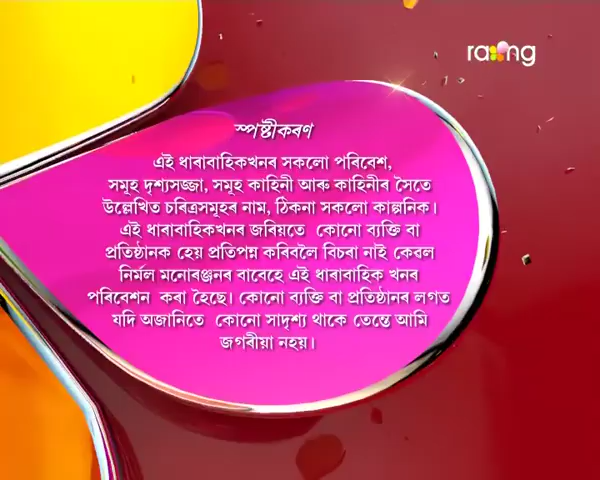 rang
স্পষ্টীকৰণ
এই ধাৰাবাহিকখনৰ সকলো পৰিবেশ,
সমূহ দৃশ্যসজ্জা, সমূহ কাহিনী আৰু কাহিনীৰ সৈতে
উল্লেখিত চৰিত্ৰসমূহৰ নাম, ঠিকনা সকলো কাল্পনিক।
এই ধাৰাবাহিকখনৰ জৰিয়তে কোনো ব্যক্তি বা
প্ৰতিষ্ঠানক হেয় প্ৰতিপন্ন কৰিবলৈ বিচৰা নাই কেৱল
নিৰ্মল মনোৰঞ্জনৰ বাবেহে এই ধাৰাবাহিক খনৰ
পৰিবেশন কৰা হৈছে। কোনো ব্যক্তি বা প্ৰতিষ্ঠানৰ লগত
যদি অজানিতে কোনো সাদৃশ্য থাকে তেন্তে আমি
জগৰীয়া নহয়।